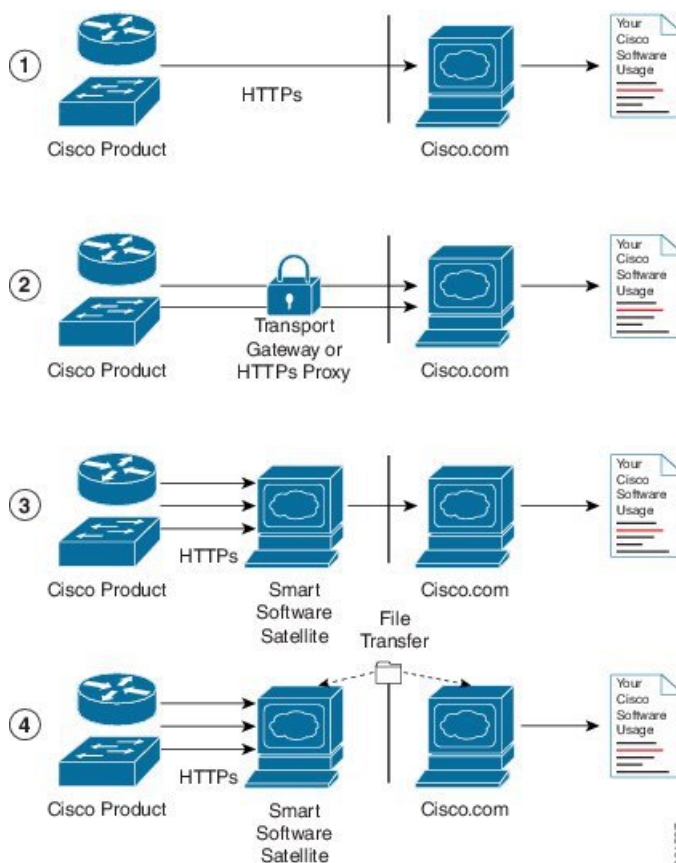 1
Your
Cisco
Software
Usage
HTTPs
Cisco Product
Cisco.com
2
Your
Cisco
Software
Usage
Transport
Gateway or
HTTPs Proxy
Cisco Product
Cisco.com
3
Your
Cisco
Software
Usage
HTTPs
Cisco Product
Smart
Software
Satellite
Cisco.com
File
Transfer
4
Your
Cisco
Software
Usage
HTTPs
Cisco Product
Smart
Software
Satellite
Cisco.com